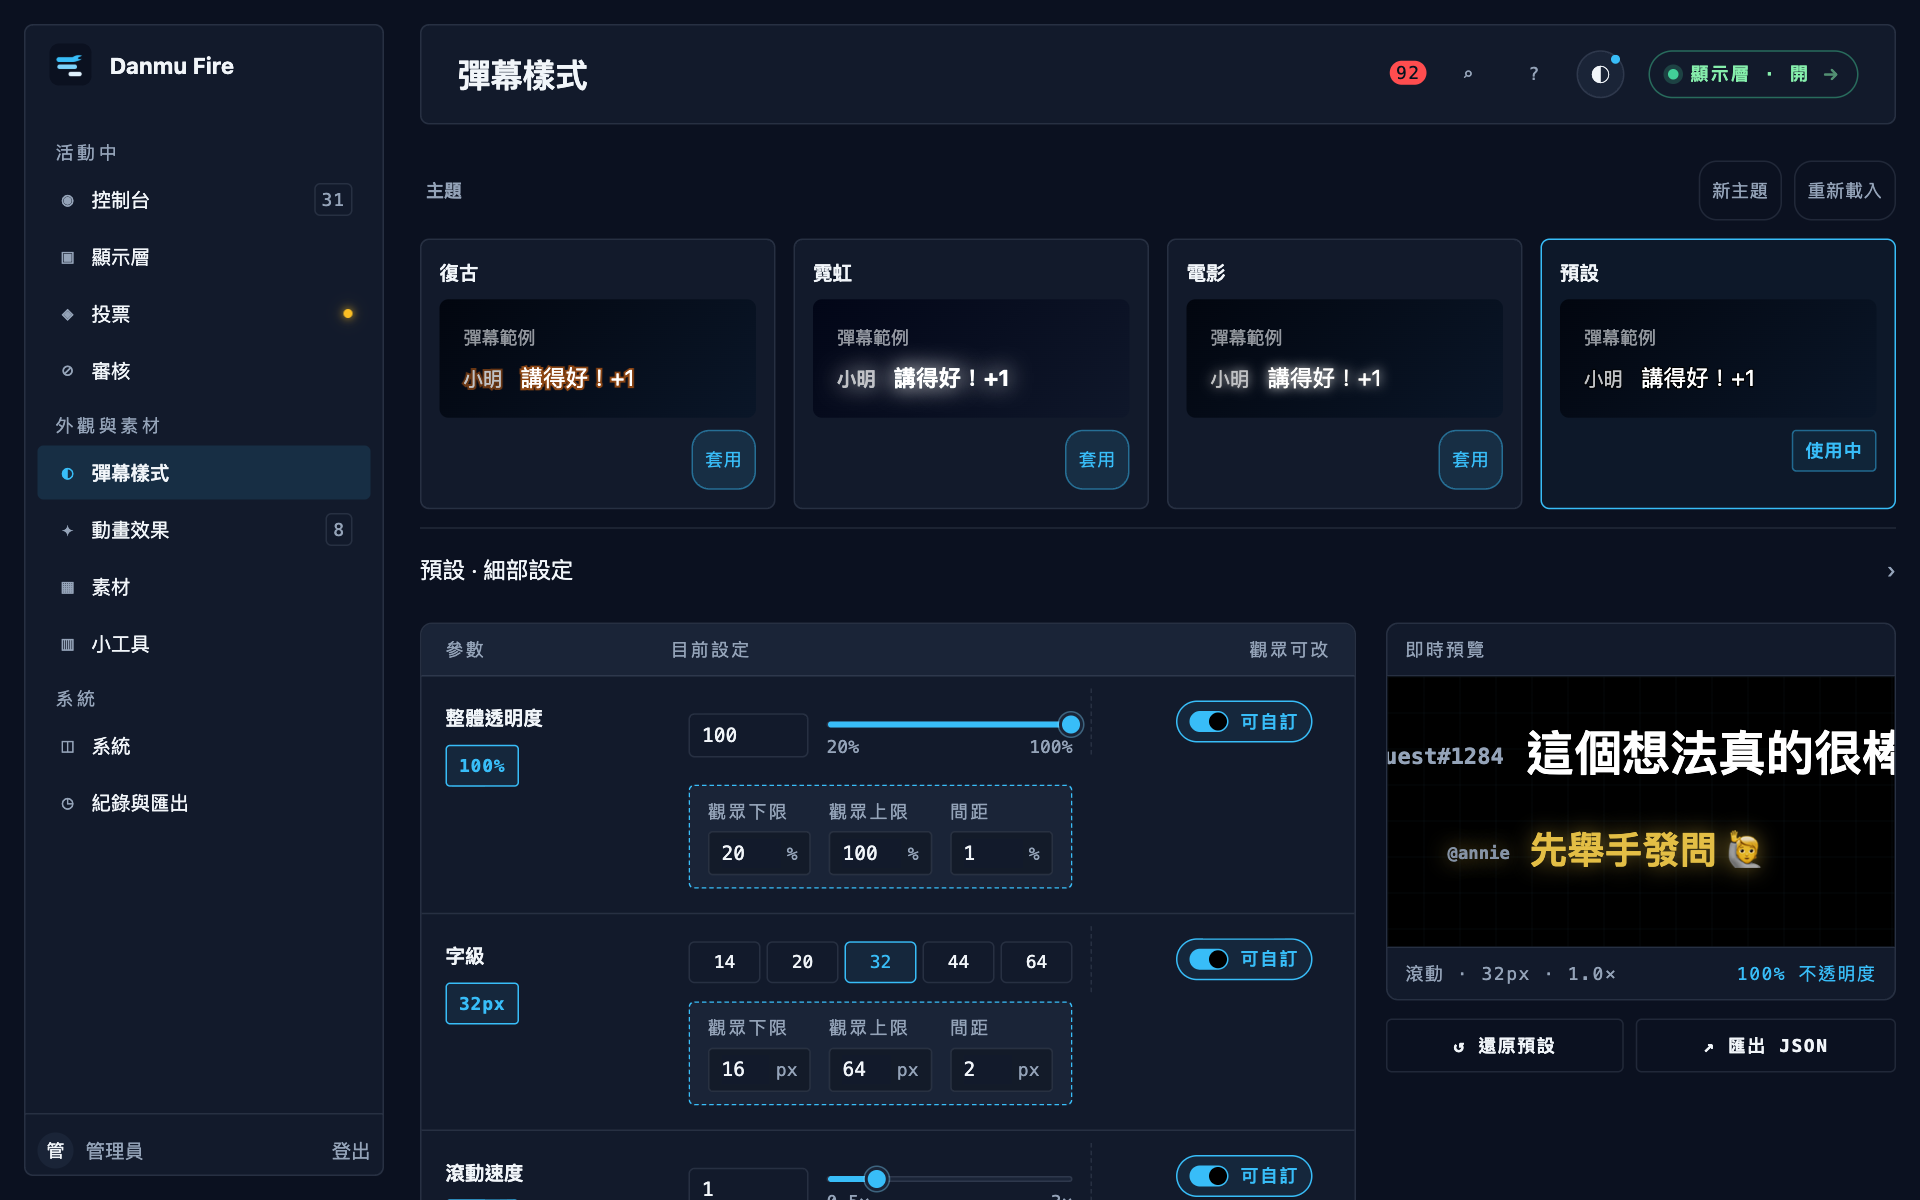 Danmu Fire
活動中
控制台 31
顯示層
投票
審核
外觀與素材
彈幕樣式
動畫效果 8
素材
小工具
系統
系統
紀錄與匯出
管 管理員 登出
彈幕樣式
92 ? 顯示層 · 開 →
主題 新主題 重新載入
復古
彈幕範例
小明 講得好！+1
套用
霓虹
彈幕範例
小明 講得好！+1
套用
電影
彈幕範例
小明 講得好！+1
套用
預設
彈幕範例
小明 講得好！+1
使用中
預設 · 細部設定 ›
參數 目前設定 觀眾可改
整體透明度
100%
100
20% 100%
可自訂
觀眾下限 觀眾上限 間距
20 % 100 % 1 %
字級
32px
14 20 32 44 64
可自訂
觀眾下限 觀眾上限 間距
16 px 64 px 2 px
滾動速度
1
可自訂
即時預覽
uest#1284 這個想法真的很棒
@annie 先舉手發問 🙋
滾動 · 32px · 1.0× 100% 不透明度
↺ 還原預設 ↗ 匯出 JSON